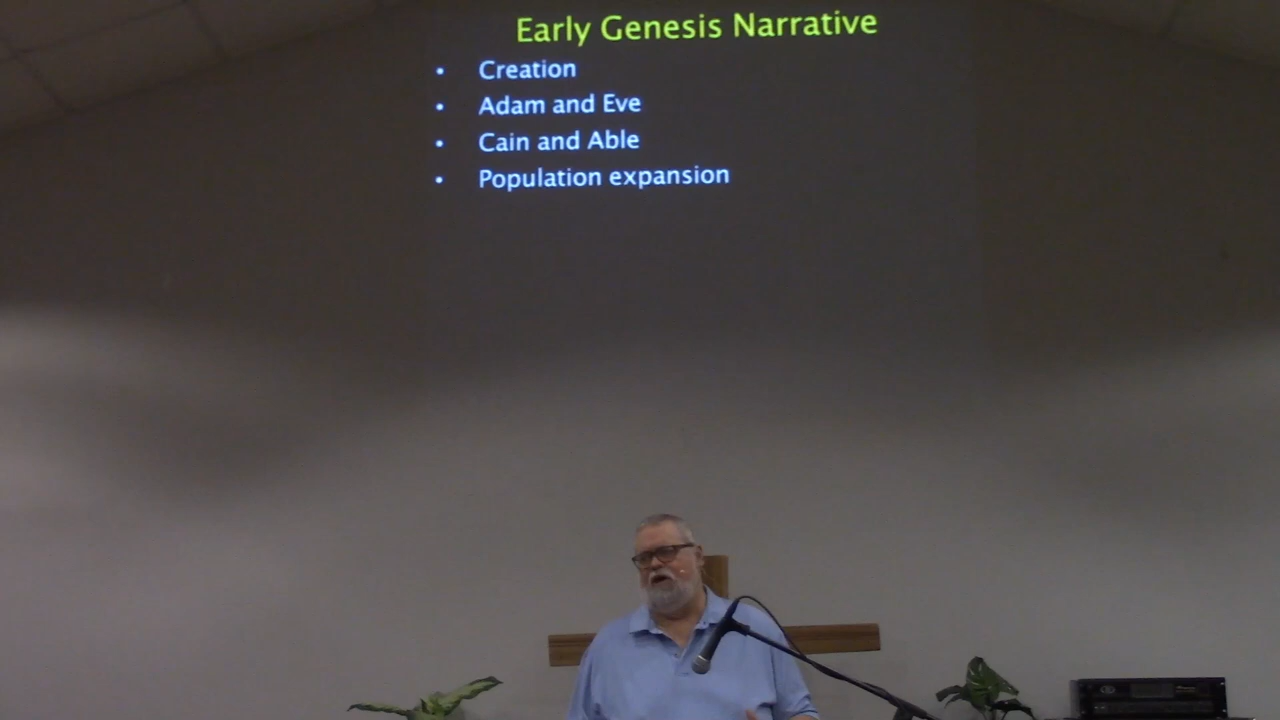 Early Genesis Narrative
• Creation
• Adam and Eve
• Cain and Able
• Population expansion